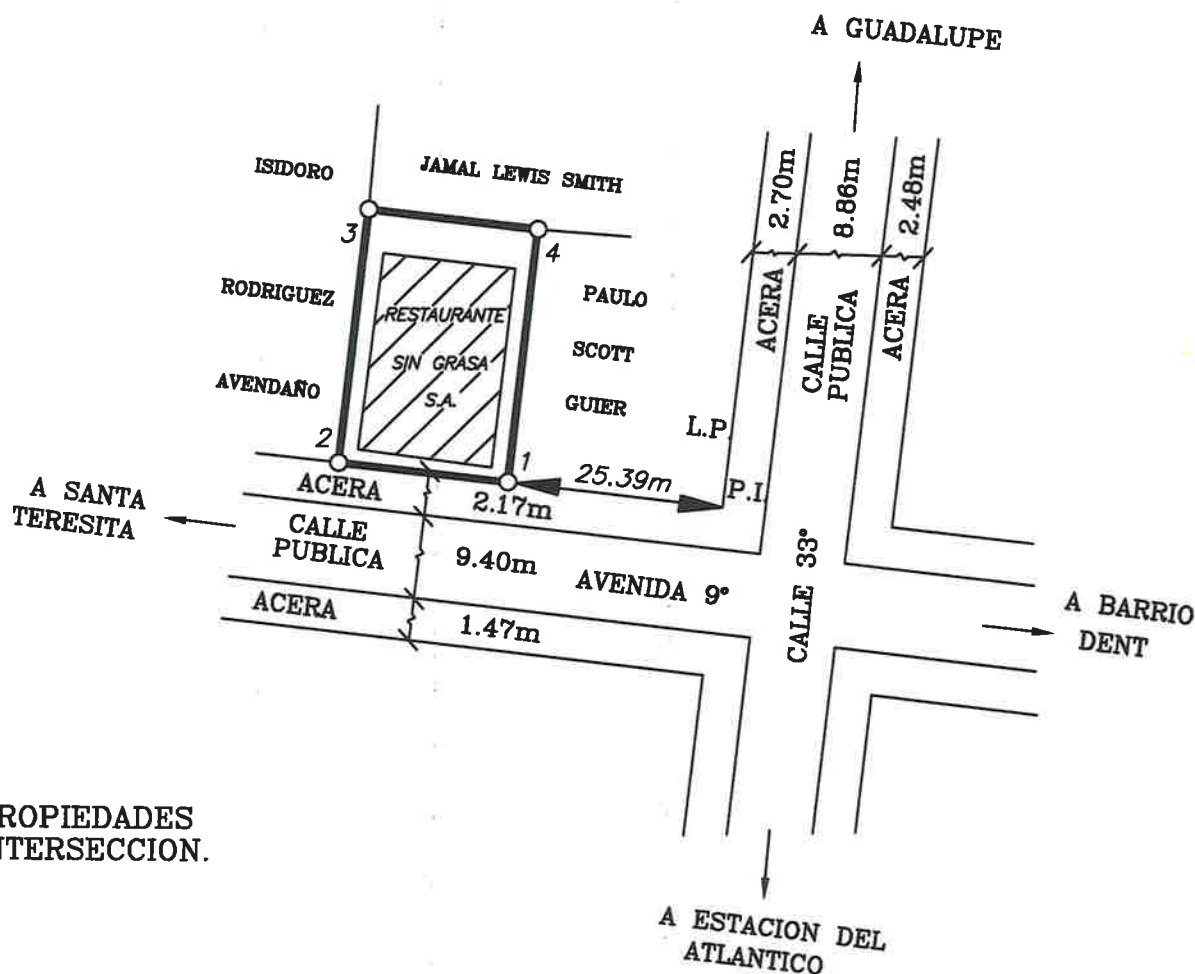 A GUADALUPE
ISIDORO
JAMAL LEWIS SMITH
2.70m
8.86m
2.48m
3
4
RODRIGUEZ
RESTAURANTE
SIN GRASA
S.A.
PAULO
SCOTT
GUIER
ACERA
CALLE
PUBLICA
ACERA
AVENDAÑO
2
1
L.P.
P.I.
25.39m
A SANTA
TERESITA
ACERA
2.17m
CALLE
PUBLICA
9.40m
AVENIDA 9°
CALLE 33°
ACERA
1.47m
A BARRIO
DENT
ROPIEDADES
NTERSECCION.
A ESTACION DEL
ATLANTICO